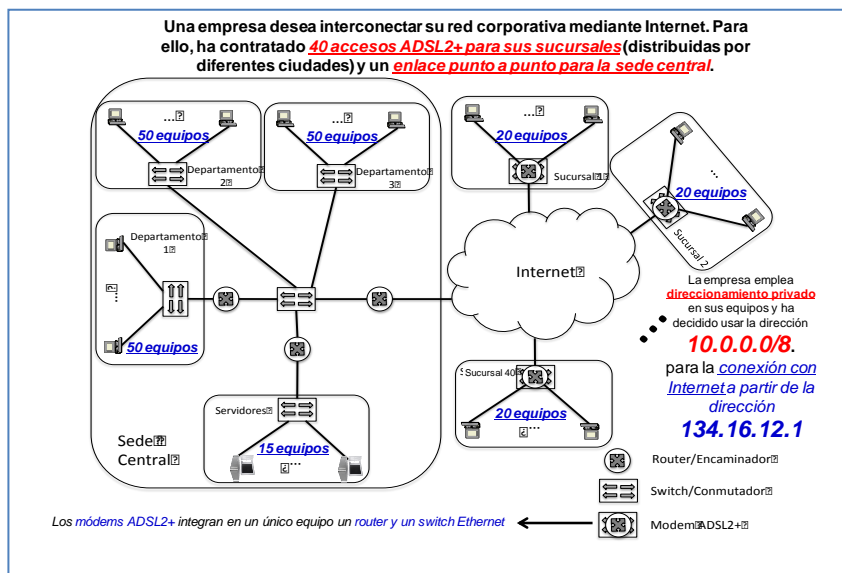 Una empresa desea interconectar su red corporativa mediante Internet. Para
ello, ha contratado 40 accesos ADSL2+ para sus sucursales (distribuidas por
diferentes ciudades) y un enlace punto a punto para la sede central.
...
50 equipos
Departamento
2
...
50 equipos
Departamento
3
...
20 equipos
Sucursal 1
...
20 equipos
Sucursal 2
Departamento
1
...
50 equipos
Internet
La empresa emplea
direccionamiento privado
en sus equipos y ha
decidido usar la dirección
10.0.0.0/8.
para la conexión con
Internet a partir de la
dirección
134.16.12.1
Sucursal 40
20 equipos
...
Servidores
15 equipos
...
Sede
Central
Router/Encaminador
Switch/Conmutador
Modem ADSL2+
Los módems ADSL2+ integran en un único equipo un router y un switch Ethernet